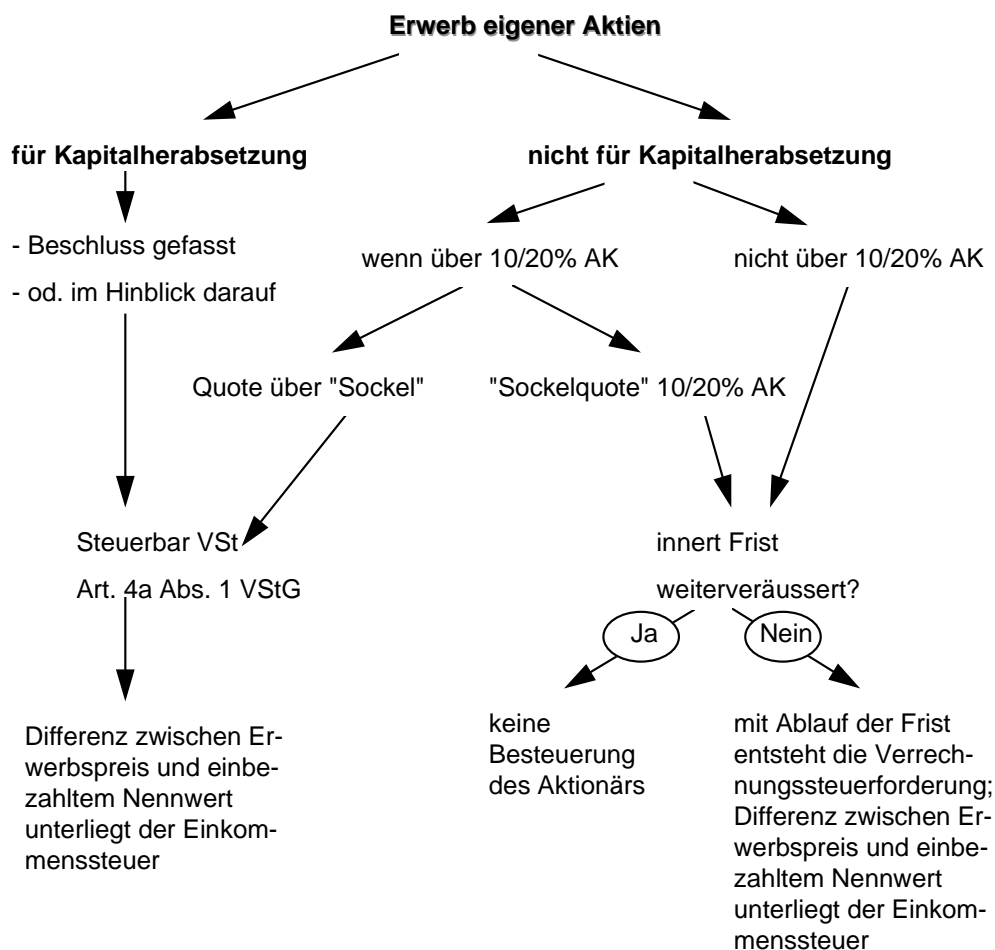 Erwerb eigener Aktien
für Kapitalherabsetzung
nicht für Kapitalherabsetzung
- Beschluss gefasst
- od. im Hinblick darauf
wenn über 10/20% AK
nicht über 10/20% AK
Quote über "Sockel"
"Sockelquote" 10/20% AK
Steuerbar VSt
Art. 4a Abs. 1 VStG
innert Frist
weiterveräussert?
Ja
Nein
Differenz zwischen Er-
werbspreis und einbe-
zahltem Nennwert
unterliegt der Einkom-
menssteuer
keine
Besteuerung
des Aktionärs
mit Ablauf der Frist
entsteht die Verrech-
nungssteuerforderung;
Differenz zwischen Er-
werbspreis und einbe-
zahltem Nennwert
unterliegt der Einkom-
menssteuer